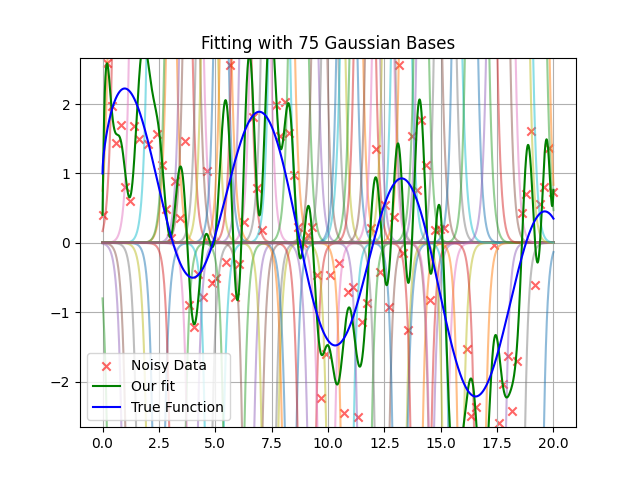 Fitting with 75 Gaussian Bases
2
1
0
−1
−2
Noisy Data
Our fit
True Function
0.0 2.5 5.0 7.5 10.0 12.5 15.0 17.5 20.0